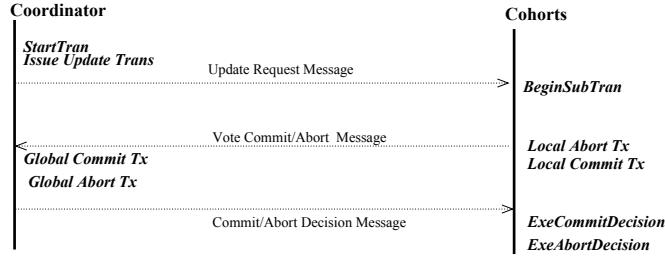 Coordinator
Cohorts
StartTran
Issue Update Trans
Update Request Message
BeginSubTran
Vote Commit/Abort Message
Local Abort Tx
Global Commit Tx
Local Commit Tx
Global Abort Tx
Commit/Abort Decision Message
ExeCommitDecision
ExeAbortDecision